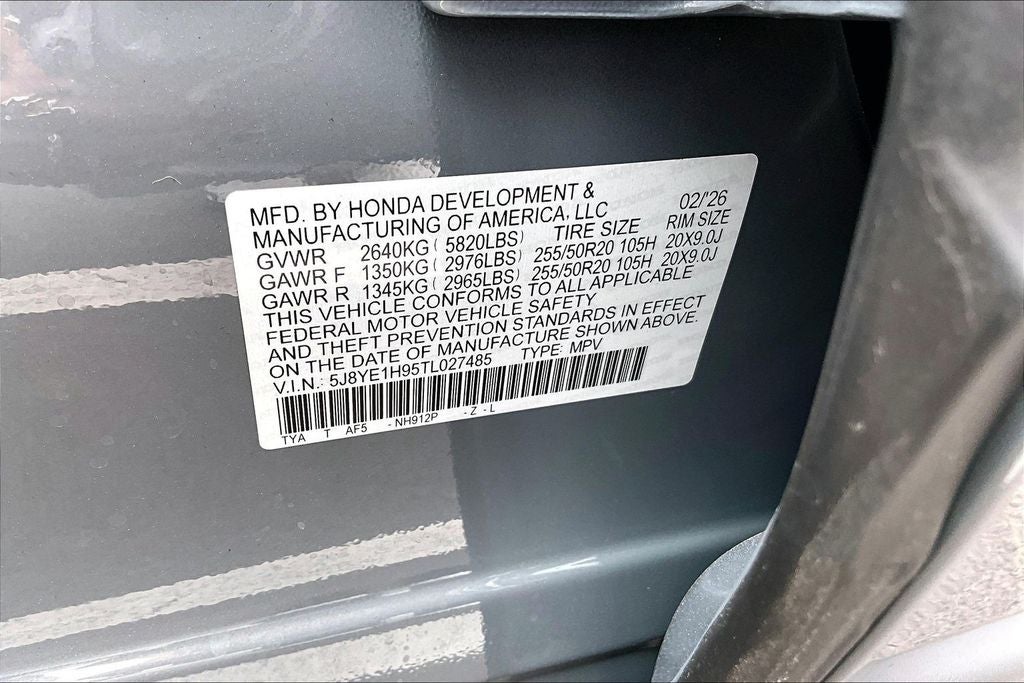 MFD. BY HONDA DEVELOPMENT & 02/'26
MANUFACTURING OF AMERICA, LLC
TIRE SIZE RIM SIZE
GVWR 2640KG( 5820LBS)
GAWR F 1350KG( 2976LBS) 255/50R20 105H 20X9.0J
GAWR R 1345KG( 2965LBS) 255/50R20 105H 20X9.0J
THIS VEHICLE CONFORMS TO ALL APPLICABLE
FEDERAL MOTOR VEHICLE SAFETY
AND THEFT PREVENTION STANDARDS IN EFFECT
ON THE DATE OF MANUFACTURE SHOWN ABOVE.
V.I.N.: 5J8YE1H95TL027485 TYPE: MPV
TYA T AF5 - NH912P - Z - L